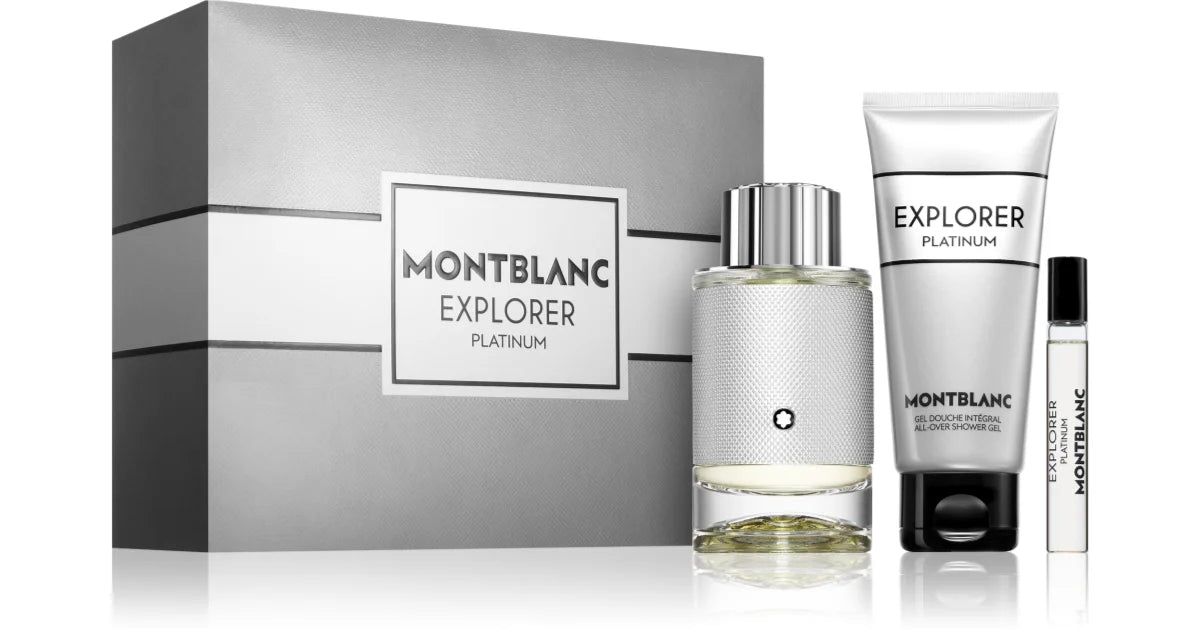 MONTBLANC
EXPLORER
PLATINUM
EXPLORER
PLATINUM
MONTBLANC
GEL DOUCHE INTÉGRAL
ALL-OVER SHOWER GEL
EXPLORER
PLATINUM
MONTBLANC